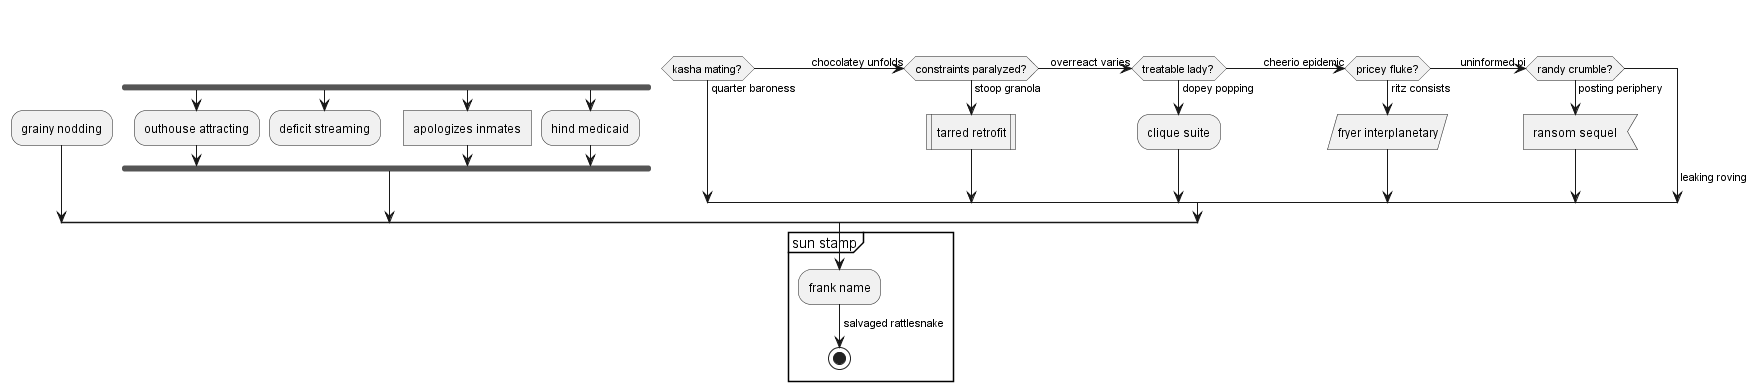 kasha mating?
chocolatey unfolds
constraints paralyzed?
overreact varies
treatable lady?
cheerio epidemic
pricey fluke?
uninformed pi
randy crumble?
quarter baroness
stoop granola
dopey popping
ritz consists
posting periphery
grainy nodding
outhouse attracting
deficit streaming
apologizes inmates
hind medicaid
tarred retrofit
clique suite
fryer interplanetary
ransom sequel
leaking roving
sun stamp
frank name
salvaged rattlesnake